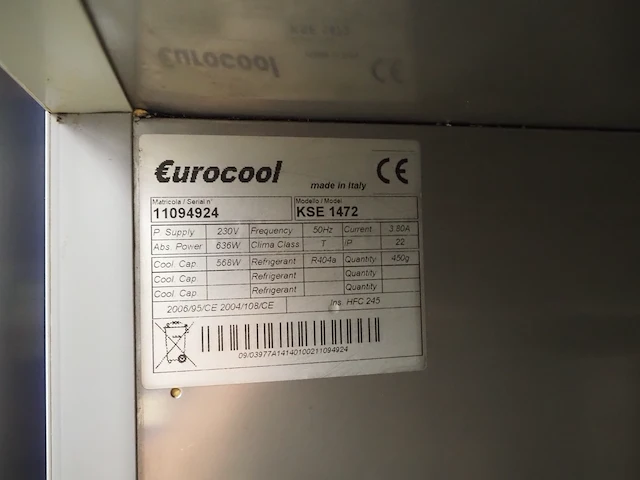 €urocool
made in Italy
CE
Matricola / Serial n°
11094924
Modello / Model
KSE 1472
P. Supply 230V Frequency 50Hz Current 3.80A
Abs. Power 636W Clima Class T IP 22
Cool. Cap. 568W Refrigerant R404a Quantity 450g
Cool. Cap. Refrigerant Quantity
Cool. Cap. Refrigerant Quantity
2006/95/CE 2004/108/CE Ins. HFC 245
09/03977A14140100211094924